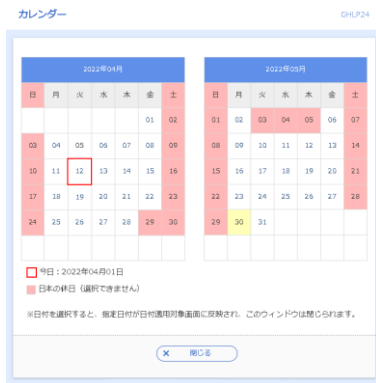 カレンダー
GHLP24
2022年04月
日 月 火 水 木 金 土
01 02
03 04 05 06 07 08 09
10 11 12 13 14 15 16
17 18 19 20 21 22 23
24 25 26 27 28 29 30
2022年05月
日 月 火 水 木 金 土
01 02 03 04 05 06 07
08 09 10 11 12 13 14
15 16 17 18 19 20 21
22 23 24 25 26 27 28
29 30 31
今日：2022年04月01日
日本の休日（選択できません）
※日付を選択すると、指定日付が日付適用対象画面に反映され、このウィンドウは閉じられます。
× 閉じる